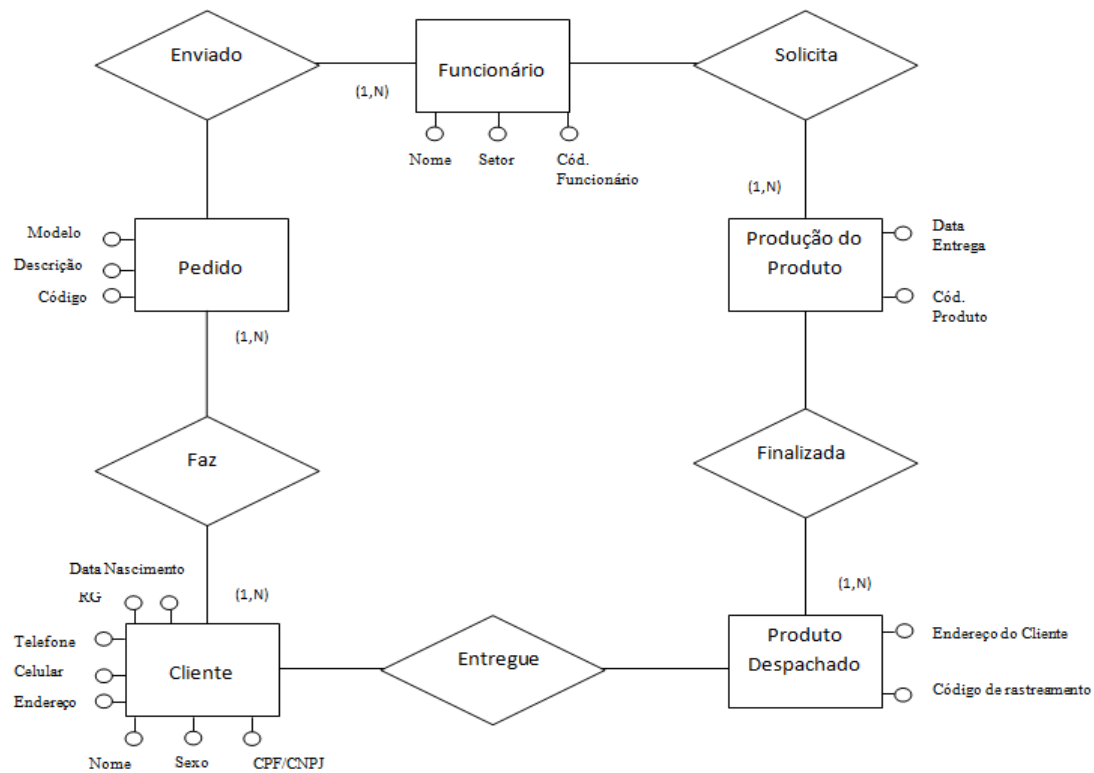 Enviado
Funcionário
Solicita
(1,N)
Nome
Setor
Cód.
Funcionário
(1,N)
Modelo
Descrição
Código
Pedido
Produção do
Produto
Data
Entrega
Cód.
Produto
(1,N)
Faz
Finalizada
Data Nascimento
RG
(1,N)
(1,N)
Telefone
Celular
Endereço
Cliente
Entregue
Produto
Despachado
Endereço do Cliente
Código de rastreamento
Nome
Sexo
CPF/CNPJ